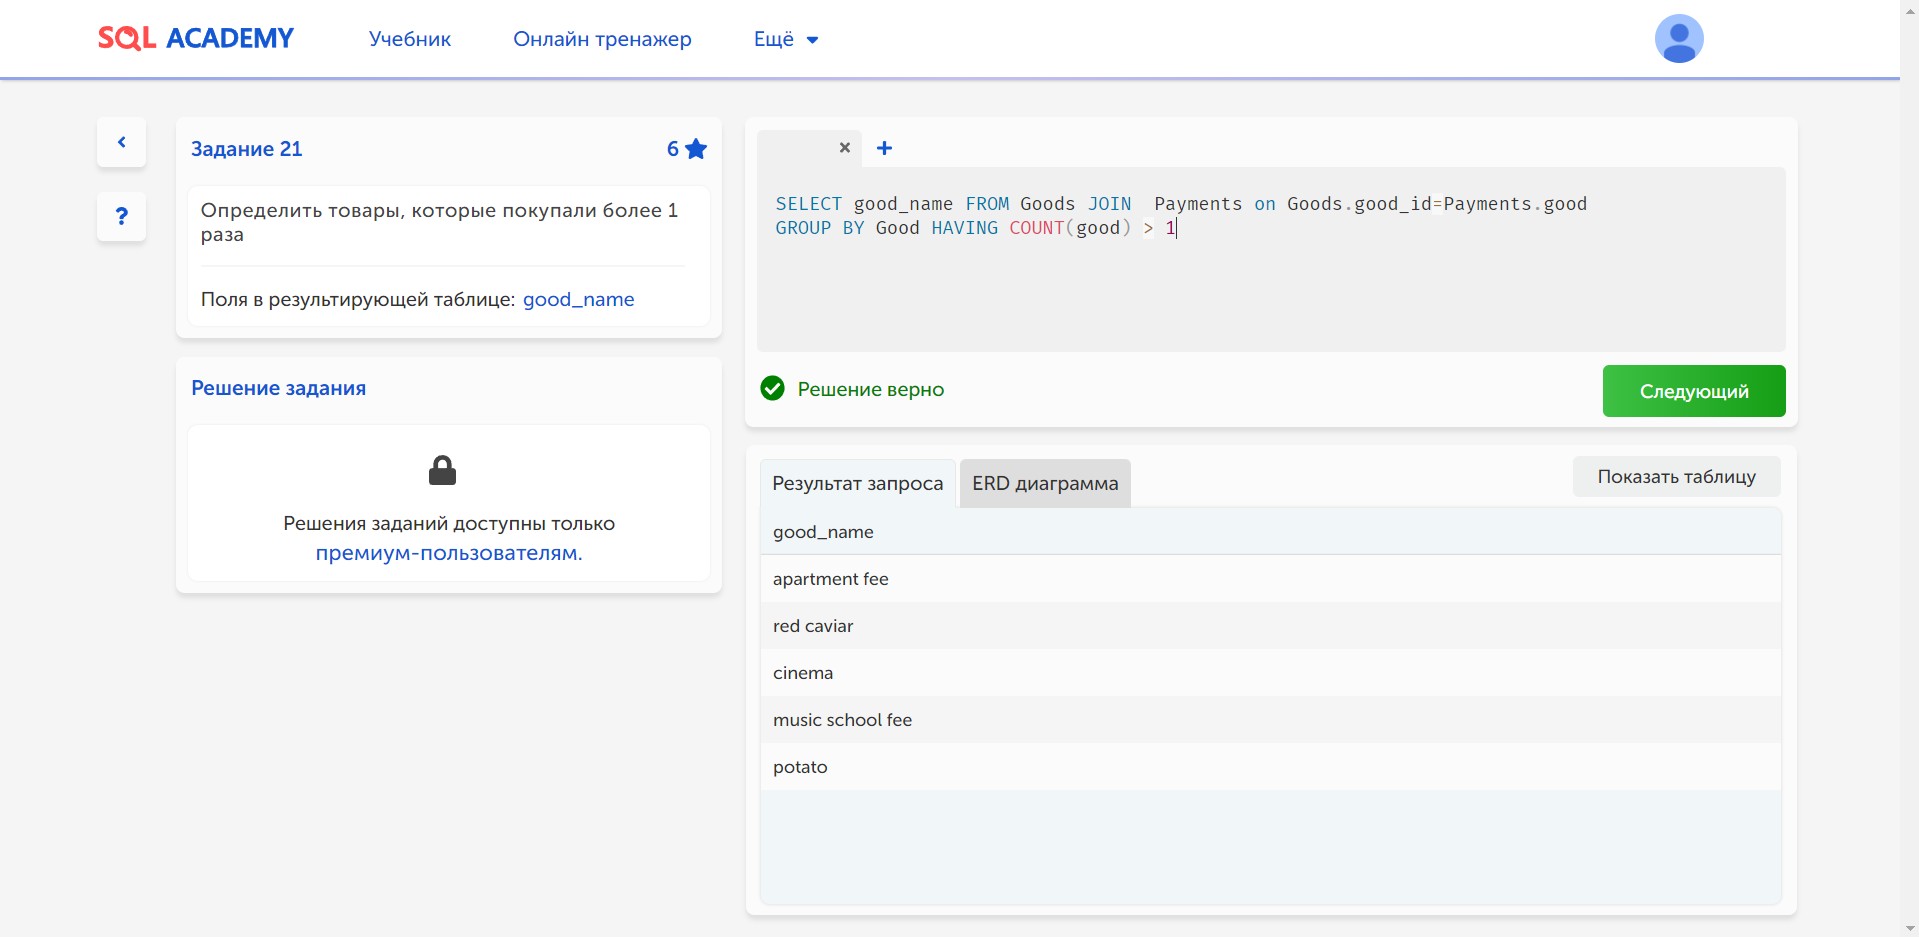 SQL ACADEMY
Учебник
Онлайн тренажер
Ещё
Задание 21
6
Определить товары, которые покупали более 1
раза
Поля в результирующей таблице: good_name
Решение задания
Решения заданий доступны только
премиум-пользователям.
SELECT good_name FROM Goods JOIN  Payments on Goods.good_id=Payments.good
GROUP BY Good HAVING COUNT(good) > 1
Решение верно
Следующий
Результат запроса
ERD диаграмма
Показать таблицу
good_name
apartment fee
red caviar
cinema
music school fee
potato